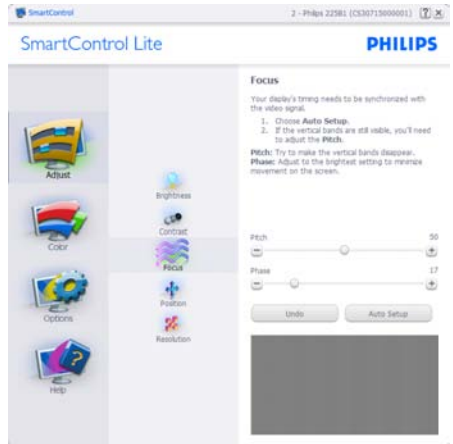 SmartControl
2 - Philips 225B1 (CS30715000001)
SmartControl Lite
PHILIPS
Adjust
Color
Options
Help
Brightness
Contrast
Focus
Position
Resolution
Focus
Your display's timing needs to be synchronized with
the video signal.
1. Choose Auto Setup.
2. If the vertical bands are still visible, you'll need
to adjust the Pitch.
Pitch: Try to make the vertical bands disappear.
Phase: Adjust to the brightest setting to minimize
movement on the screen.
Pitch 50
Phase 17
Undo
Auto Setup